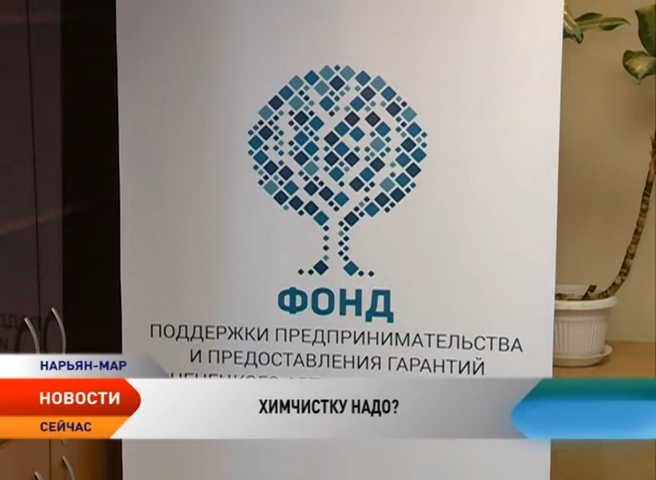 ФОНД
ПОДДЕРЖКИ ПРЕДПРИНИМАТЕЛЬСТВА
И ПРЕДОСТАВЛЕНИЯ ГАРАНТИЙ
НАРЬЯН-МАР
НОВОСТИ
СЕЙЧАС
ХИМЧИСТКУ НАДО?